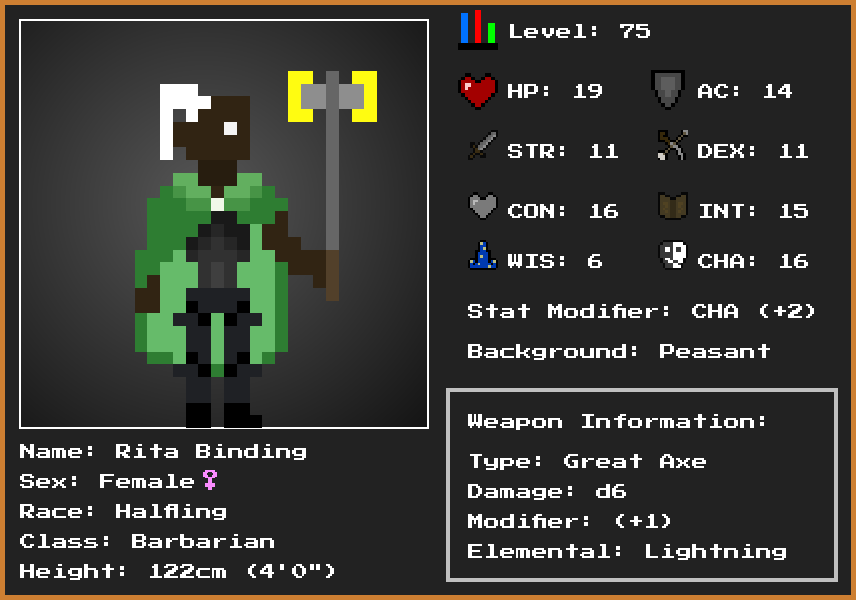 Level: 75
HP: 19
AC: 14
STR: 11
DEX: 11
CON: 16
INT: 15
WIS: 6
CHA: 16
Stat Modifier: CHA (+2)
Background: Peasant
Weapon Information:
Type: Great Axe
Damage: d6
Modifier: (+1)
Elemental: Lightning
Name: Rita Binding
Sex: Female♀
Race: Halfling
Class: Barbarian
Height: 122cm (4'0")